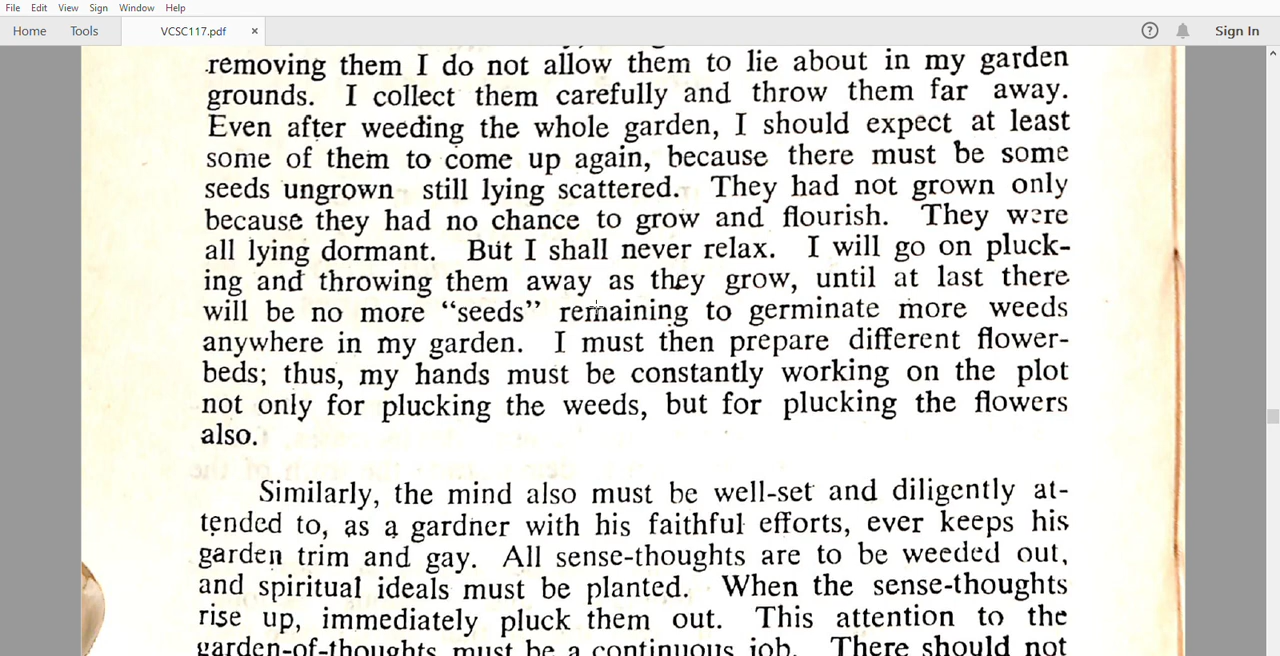 File Edit View Sign Window Help
Home Tools VCSC117.pdf × ? Sign In
removing them I do not allow them to lie about in my garden
grounds. I collect them carefully and throw them far away.
Even after weeding the whole garden, I should expect at least
some of them to come up again, because there must be some
seeds ungrown still lying scattered. They had not grown only
because they had no chance to grow and flourish. They were
all lying dormant. But I shall never relax. I will go on pluck-
ing and throwing them away as they grow, until at last there
will be no more “seeds” remaining to germinate more weeds
anywhere in my garden. I must then prepare different flower-
beds; thus, my hands must be constantly working on the plot
not only for plucking the weeds, but for plucking the flowers
also.
Similarly, the mind also must be well-set and diligently at-
tended to, as a gardner with his faithful efforts, ever keeps his
garden trim and gay. All sense-thoughts are to be weeded out,
and spiritual ideals must be planted. When the sense-thoughts
rise up, immediately pluck them out. This attention to the
garden-of-thoughts must be a continuous job. There should not